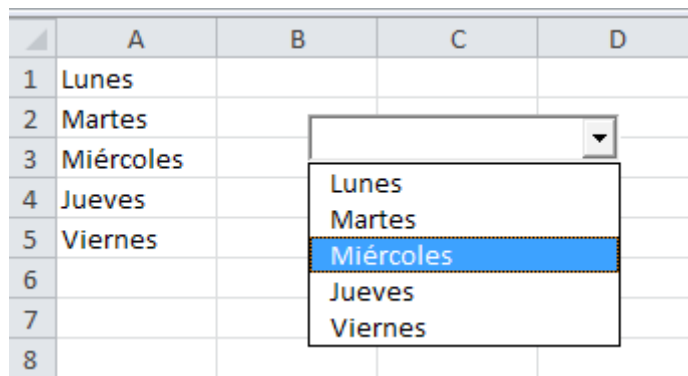 A B C D
1 Lunes
2 Martes
3 Miércoles
4 Jueves
5 Viernes
6
7
8
Lunes
Martes
Miércoles
Jueves
Viernes